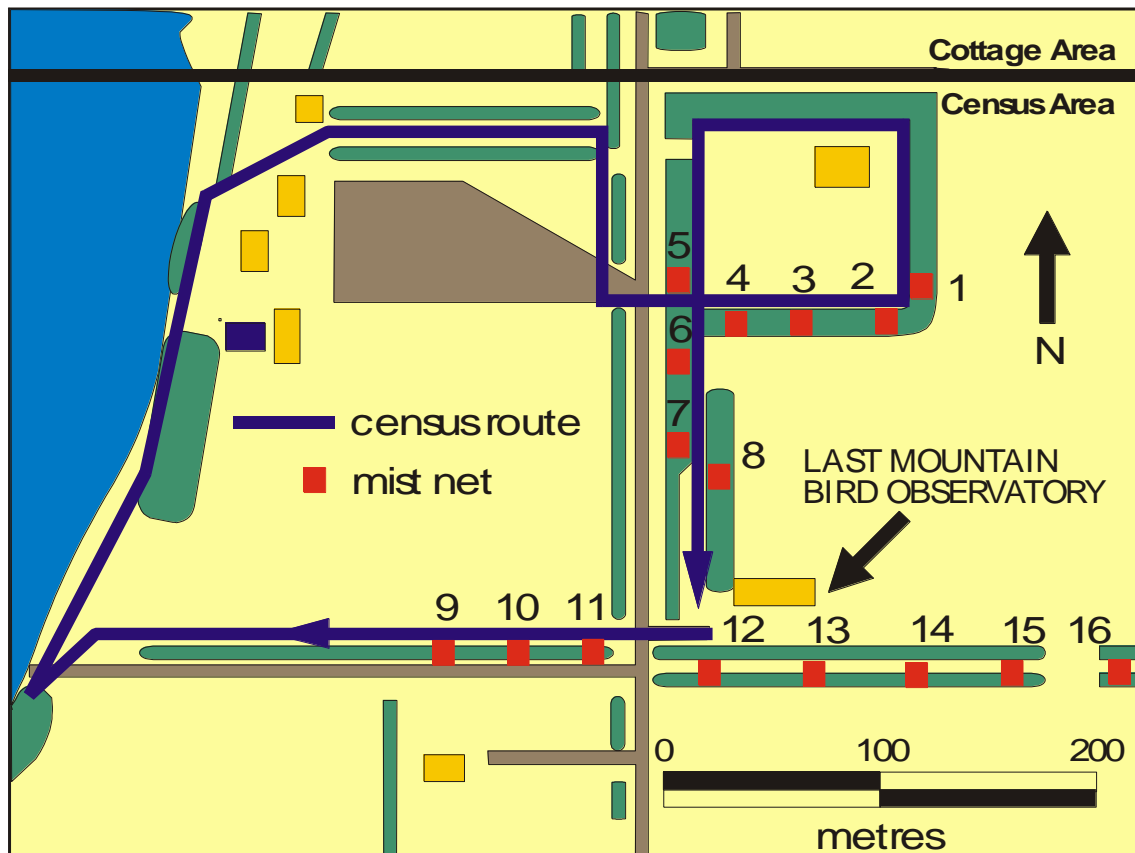 Cottage Area
Census Area
5
4
3
2
1
6
N
7
8
census route
mist net
LAST MOUNTAIN
BIRD OBSERVATORY
9
10
11
12
13
14
15
16
0
100
200
metres